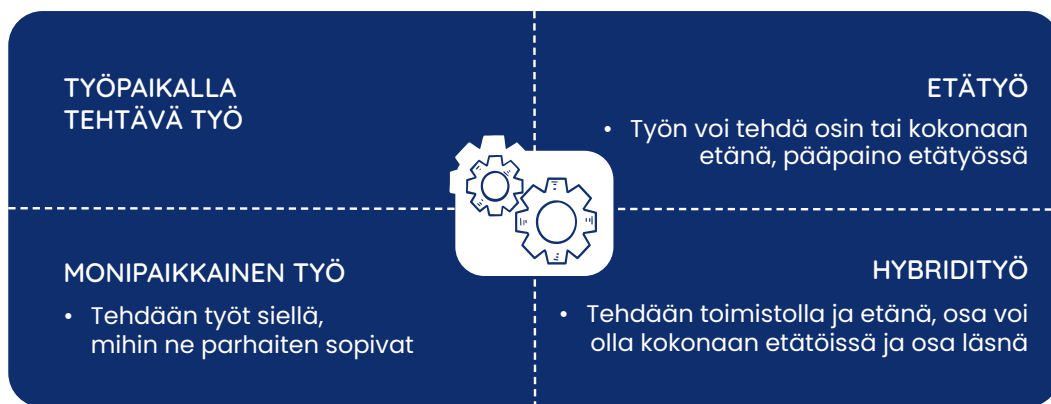 TYÖPAIKALLA
TEHTÄVÄ TYÖ
ETÄTYÖ
• Työn voi tehdä osin tai kokonaan
etänä, pääpaino etätyössä
MONIPAIKKAINEN TYÖ
• Tehdään työt siellä,
mihin ne parhaiten sopivat
HYBRIDITYÖ
• Tehdään toimistolla ja etänä, osa voi
olla kokonaan etätöissä ja osa läsnä